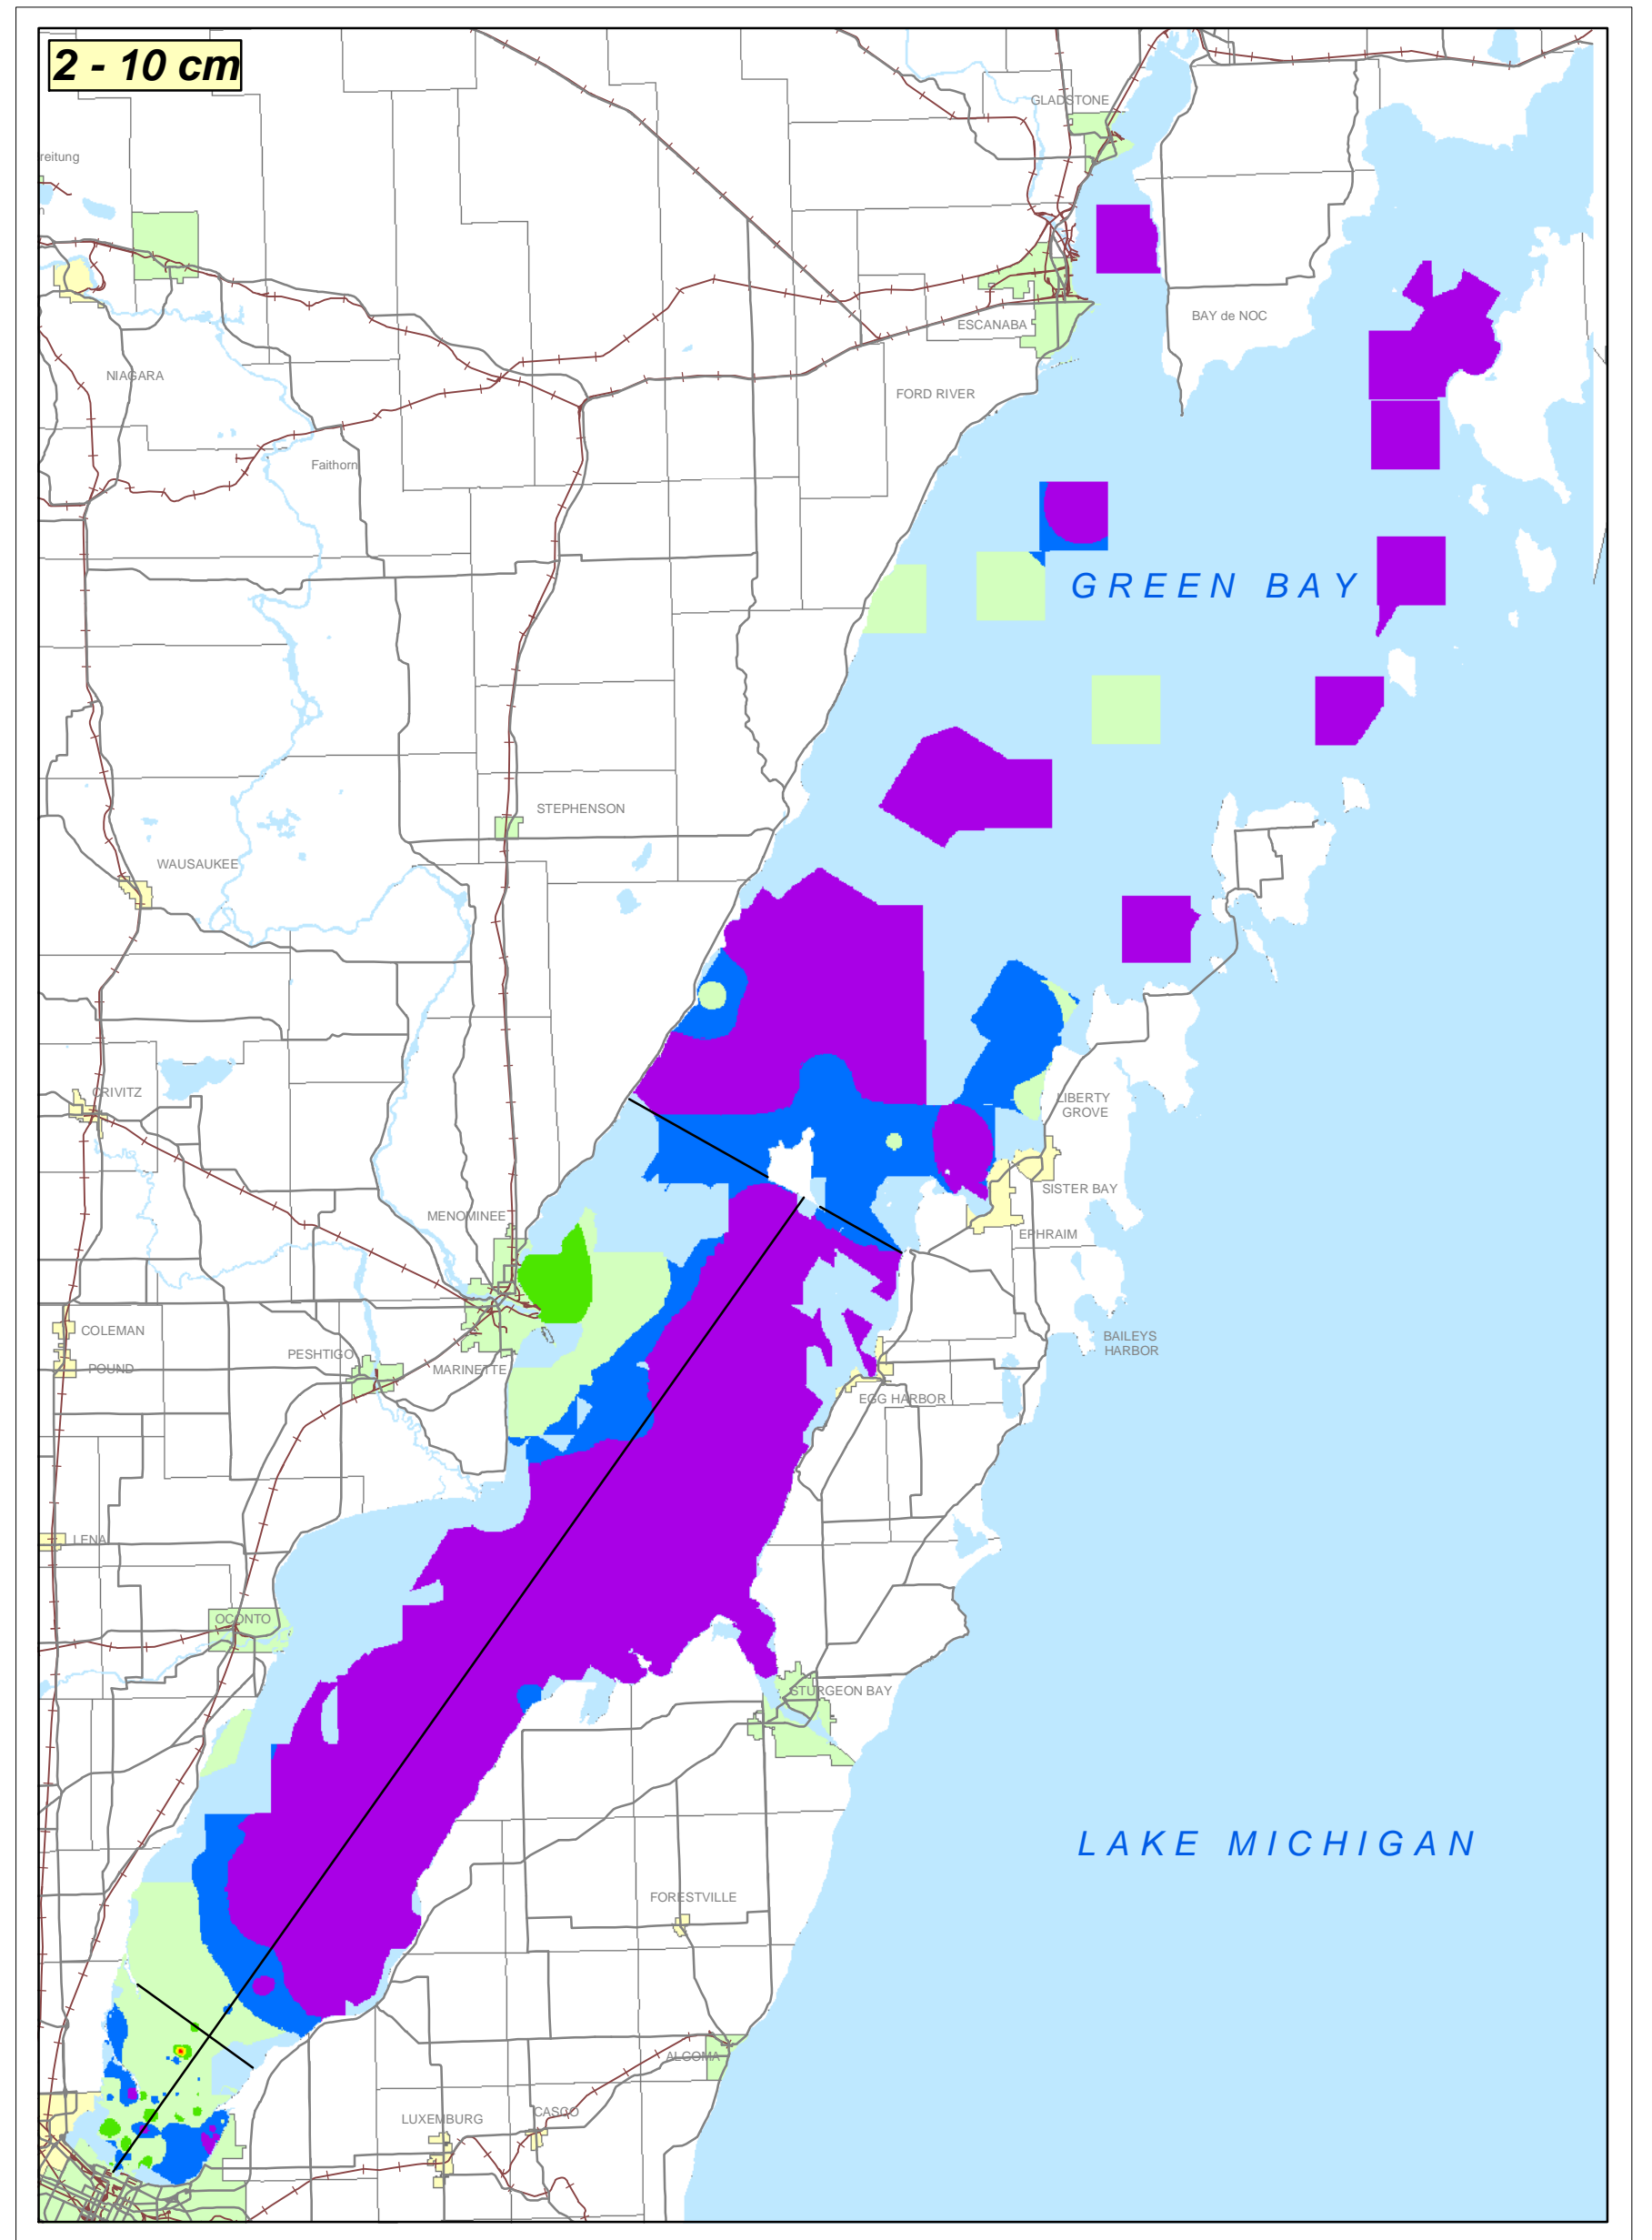 2 - 10 cm
GLADSTONE
reitung
n
BAY de NOC
ESCANABA
NIAGARA
FORD RIVER
Faithorn
GREEN BAY
STEPHENSON
WAUSAUKEE
CRIVITZ
LIBERTY
GROVE
SISTER BAY
MENOMINEE
EPHRAIM
COLEMAN
BAILEYS
HARBOR
PESHTIGO
POUND
MARINETTE
EGG HARBOR
LENA
OCONTO
STURGEON BAY
LAKE MICHIGAN
FORESTVILLE
ALGOMA
LUXEMBURG
CASCO